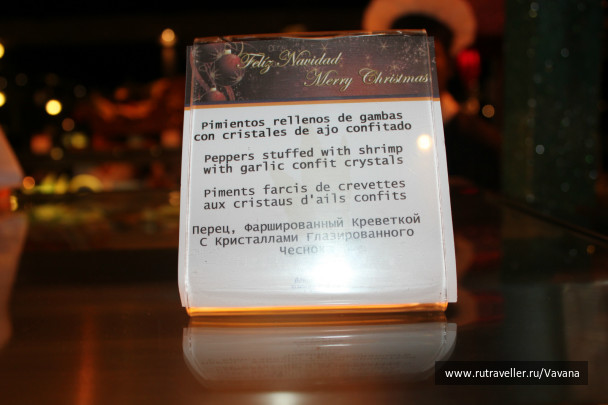 Feliz Navidad
Merry Christmas
Pimientos rellenos de gambas
con cristales de ajo confitado
Peppers stuffed with shrimp
with garlic confit crystals
Piments farcis de crevettes
aux cristaus d'ails confits
Перец, Фаршированный Креветкой
С Кристаллами Глазированного
www.rutraveller.ru/Vavana